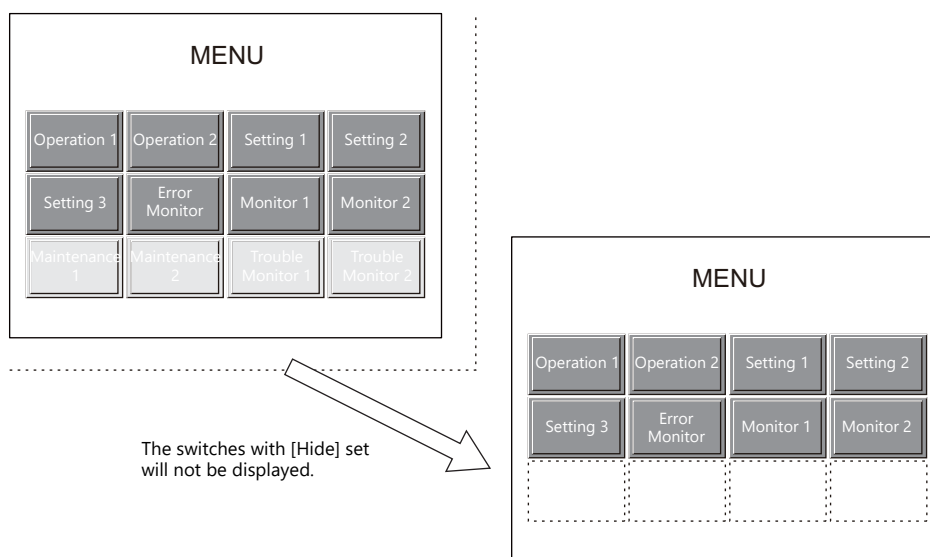 MENU
Operation 1 Operation 2 Setting 1 Setting 2
Setting 3 Error Monitor Monitor 1 Monitor 2
Maintenance 1 Maintenance 2 Trouble Monitor 1 Trouble Monitor 2
The switches with [Hide] set
will not be displayed.
MENU
Operation 1 Operation 2 Setting 1 Setting 2
Setting 3 Error Monitor Monitor 1 Monitor 2